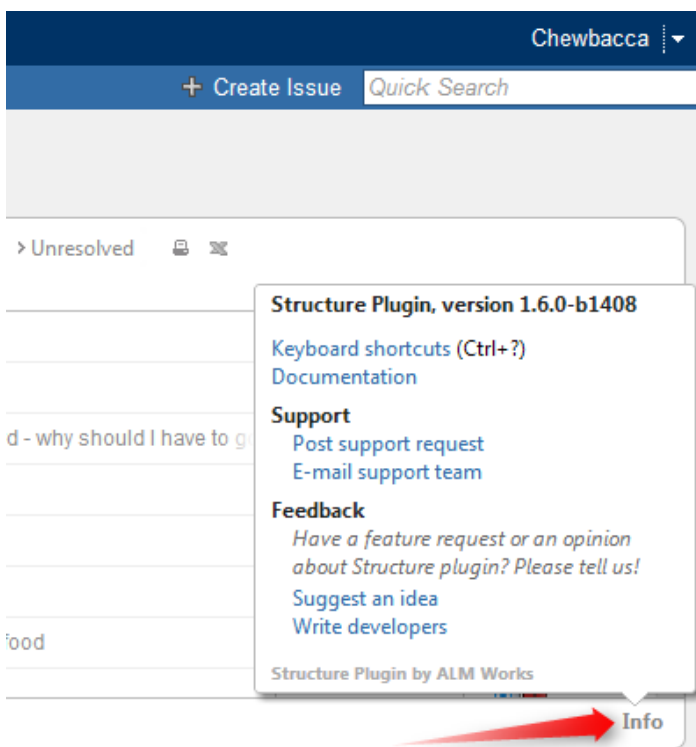 Chewbacca
+ Create Issue Quick Search
> Unresolved
Structure Plugin, version 1.6.0-b1408
Keyboard shortcuts (Ctrl+?)
Documentation
Support
d - why should I have to
Post support request
E-mail support team
Feedback
Have a feature request or an opinion
about Structure plugin? Please tell us!
Suggest an idea
Write developers
food
Structure Plugin by ALM Works
Info